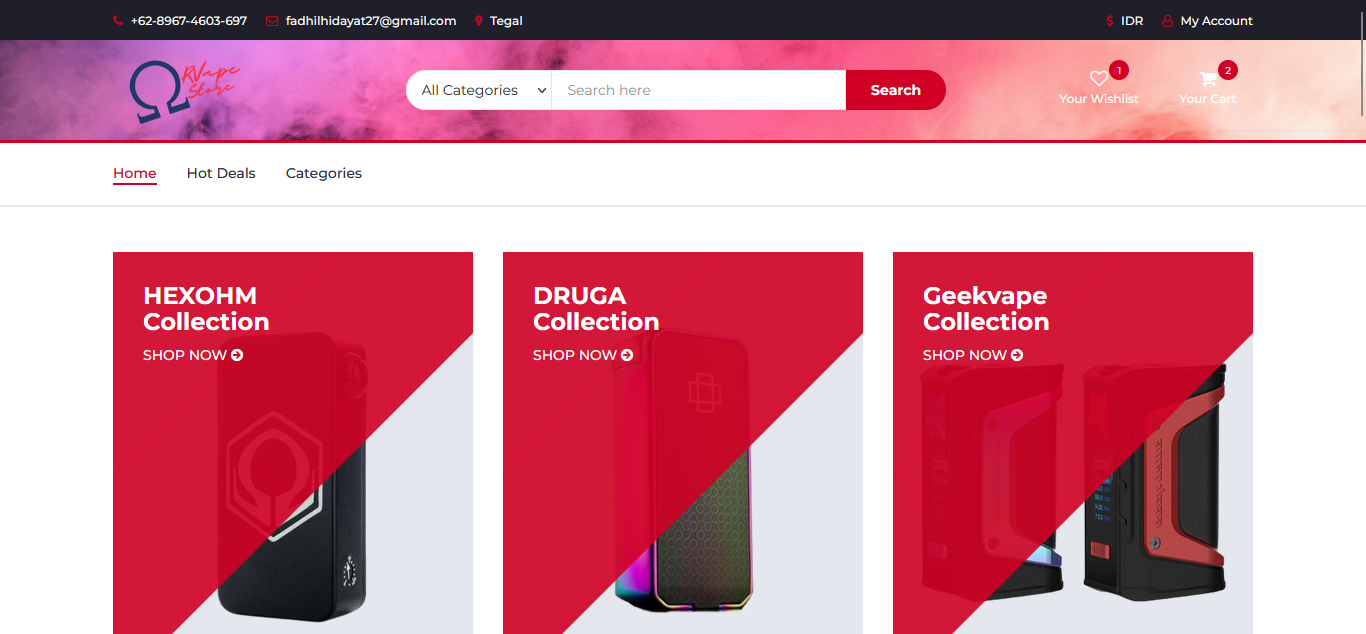 +62-8967-4603-697
fadhilhidayat27@gmail.com
Tegal
$ IDR
My Account
RVape
Store
All Categories
Search here
Search
1
Your Wishlist
2
Your Cart
Home
Hot Deals
Categories
HEXOHM
Collection
SHOP NOW
DRUGA
Collection
SHOP NOW
Geekvape
Collection
SHOP NOW